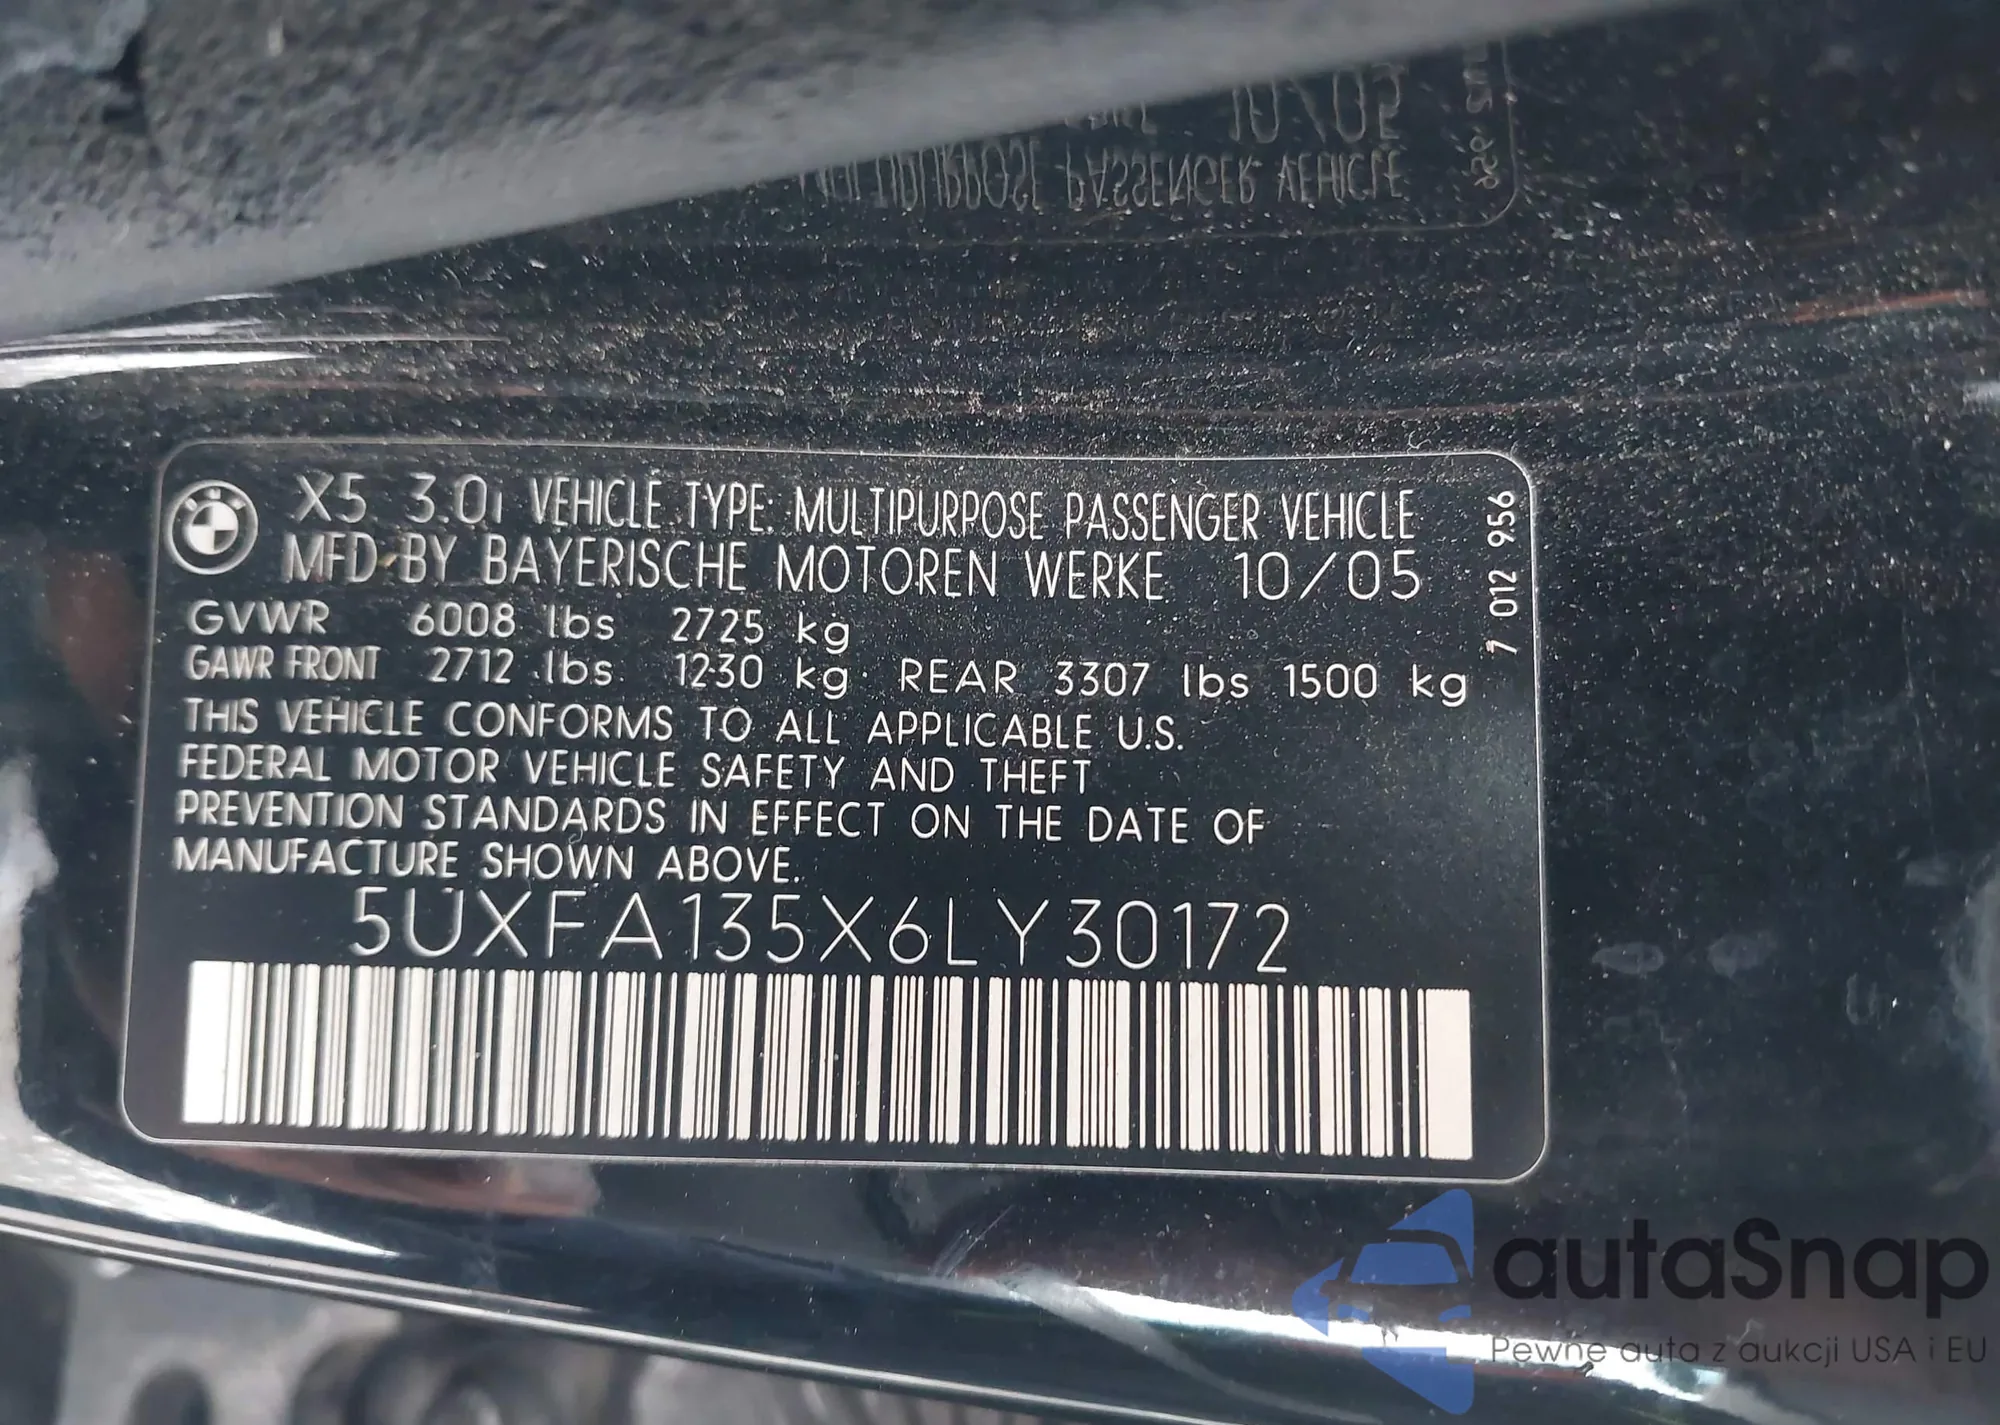 X5 3.0i VEHICLE TYPE: MULTIPURPOSE PASSENGER VEHICLE
MFD BY BAYERISCHE MOTOREN WERKE 10/05
GVWR 6008 lbs 2725 kg
GAWR FRONT 2712 lbs 1230 kg REAR 3307 lbs 1500 kg
THIS VEHICLE CONFORMS TO ALL APPLICABLE U.S.
FEDERAL MOTOR VEHICLE SAFETY AND THEFT
PREVENTION STANDARDS IN EFFECT ON THE DATE OF
MANUFACTURE SHOWN ABOVE.
5UXFA135X6LY30172
7 012 956
autaSnap
Pewne auta z aukcji USA i EU